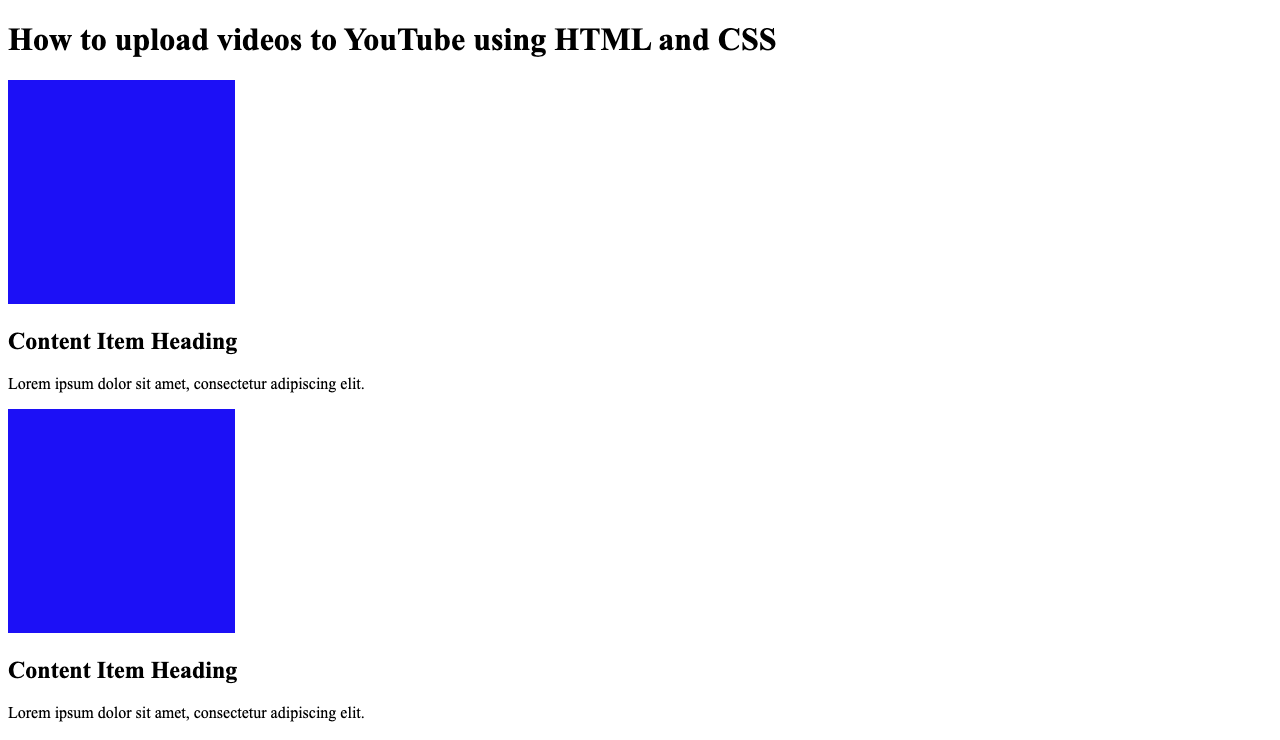 How to upload videos to YouTube using HTML and CSS
Content Item Heading
Lorem ipsum dolor sit amet, consectetur adipiscing elit.
Content Item Heading
Lorem ipsum dolor sit amet, consectetur adipiscing elit.